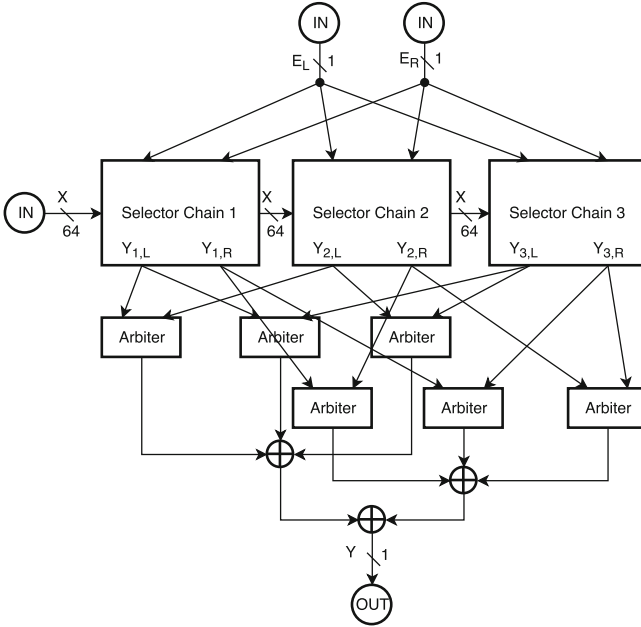 IN IN
E_L 1 E_R 1
IN X 64 Selector Chain 1 X 64 Selector Chain 2 X 64 Selector Chain 3
Y_1,L Y_1,R Y_2,L Y_2,R Y_3,L Y_3,R
Arbiter Arbiter Arbiter
Arbiter Arbiter Arbiter
Y 1
OUT